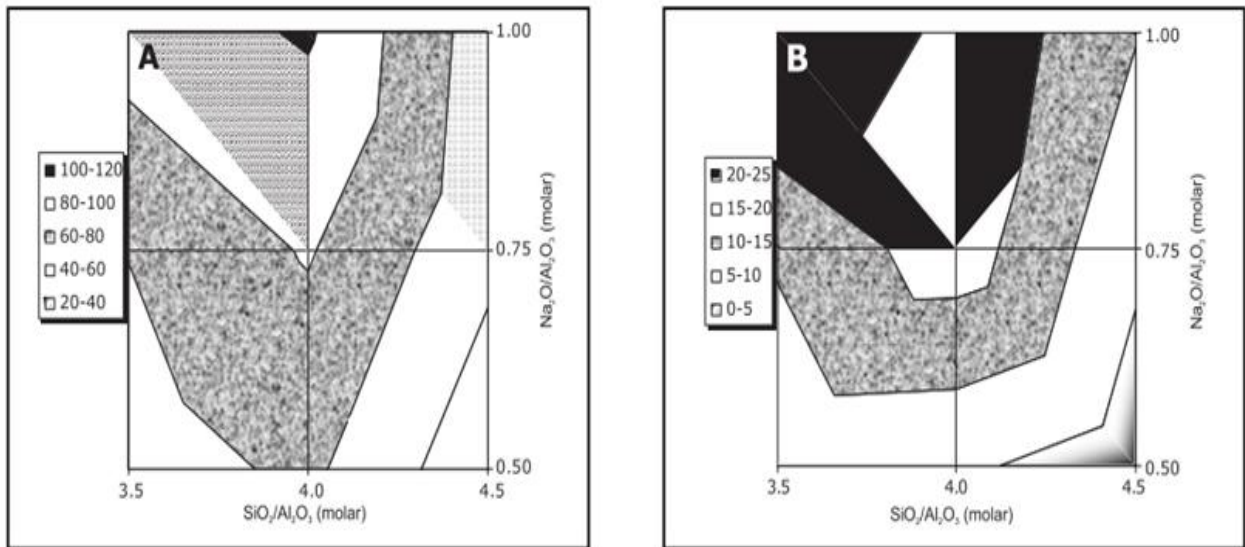 A
1.00
100-120
80-100
60-80
40-60
20-40
0.75
Na₂O/Al₂O₃ (molar)
0.50
3.5 4.0 4.5
SiO₂/Al₂O₃ (molar)
B
1.00
20-25
15-20
10-15
5-10
0-5
0.75
Na₂O/Al₂O₃ (molar)
0.50
3.5 4.0 4.5
SiO₂/Al₂O₃ (molar)